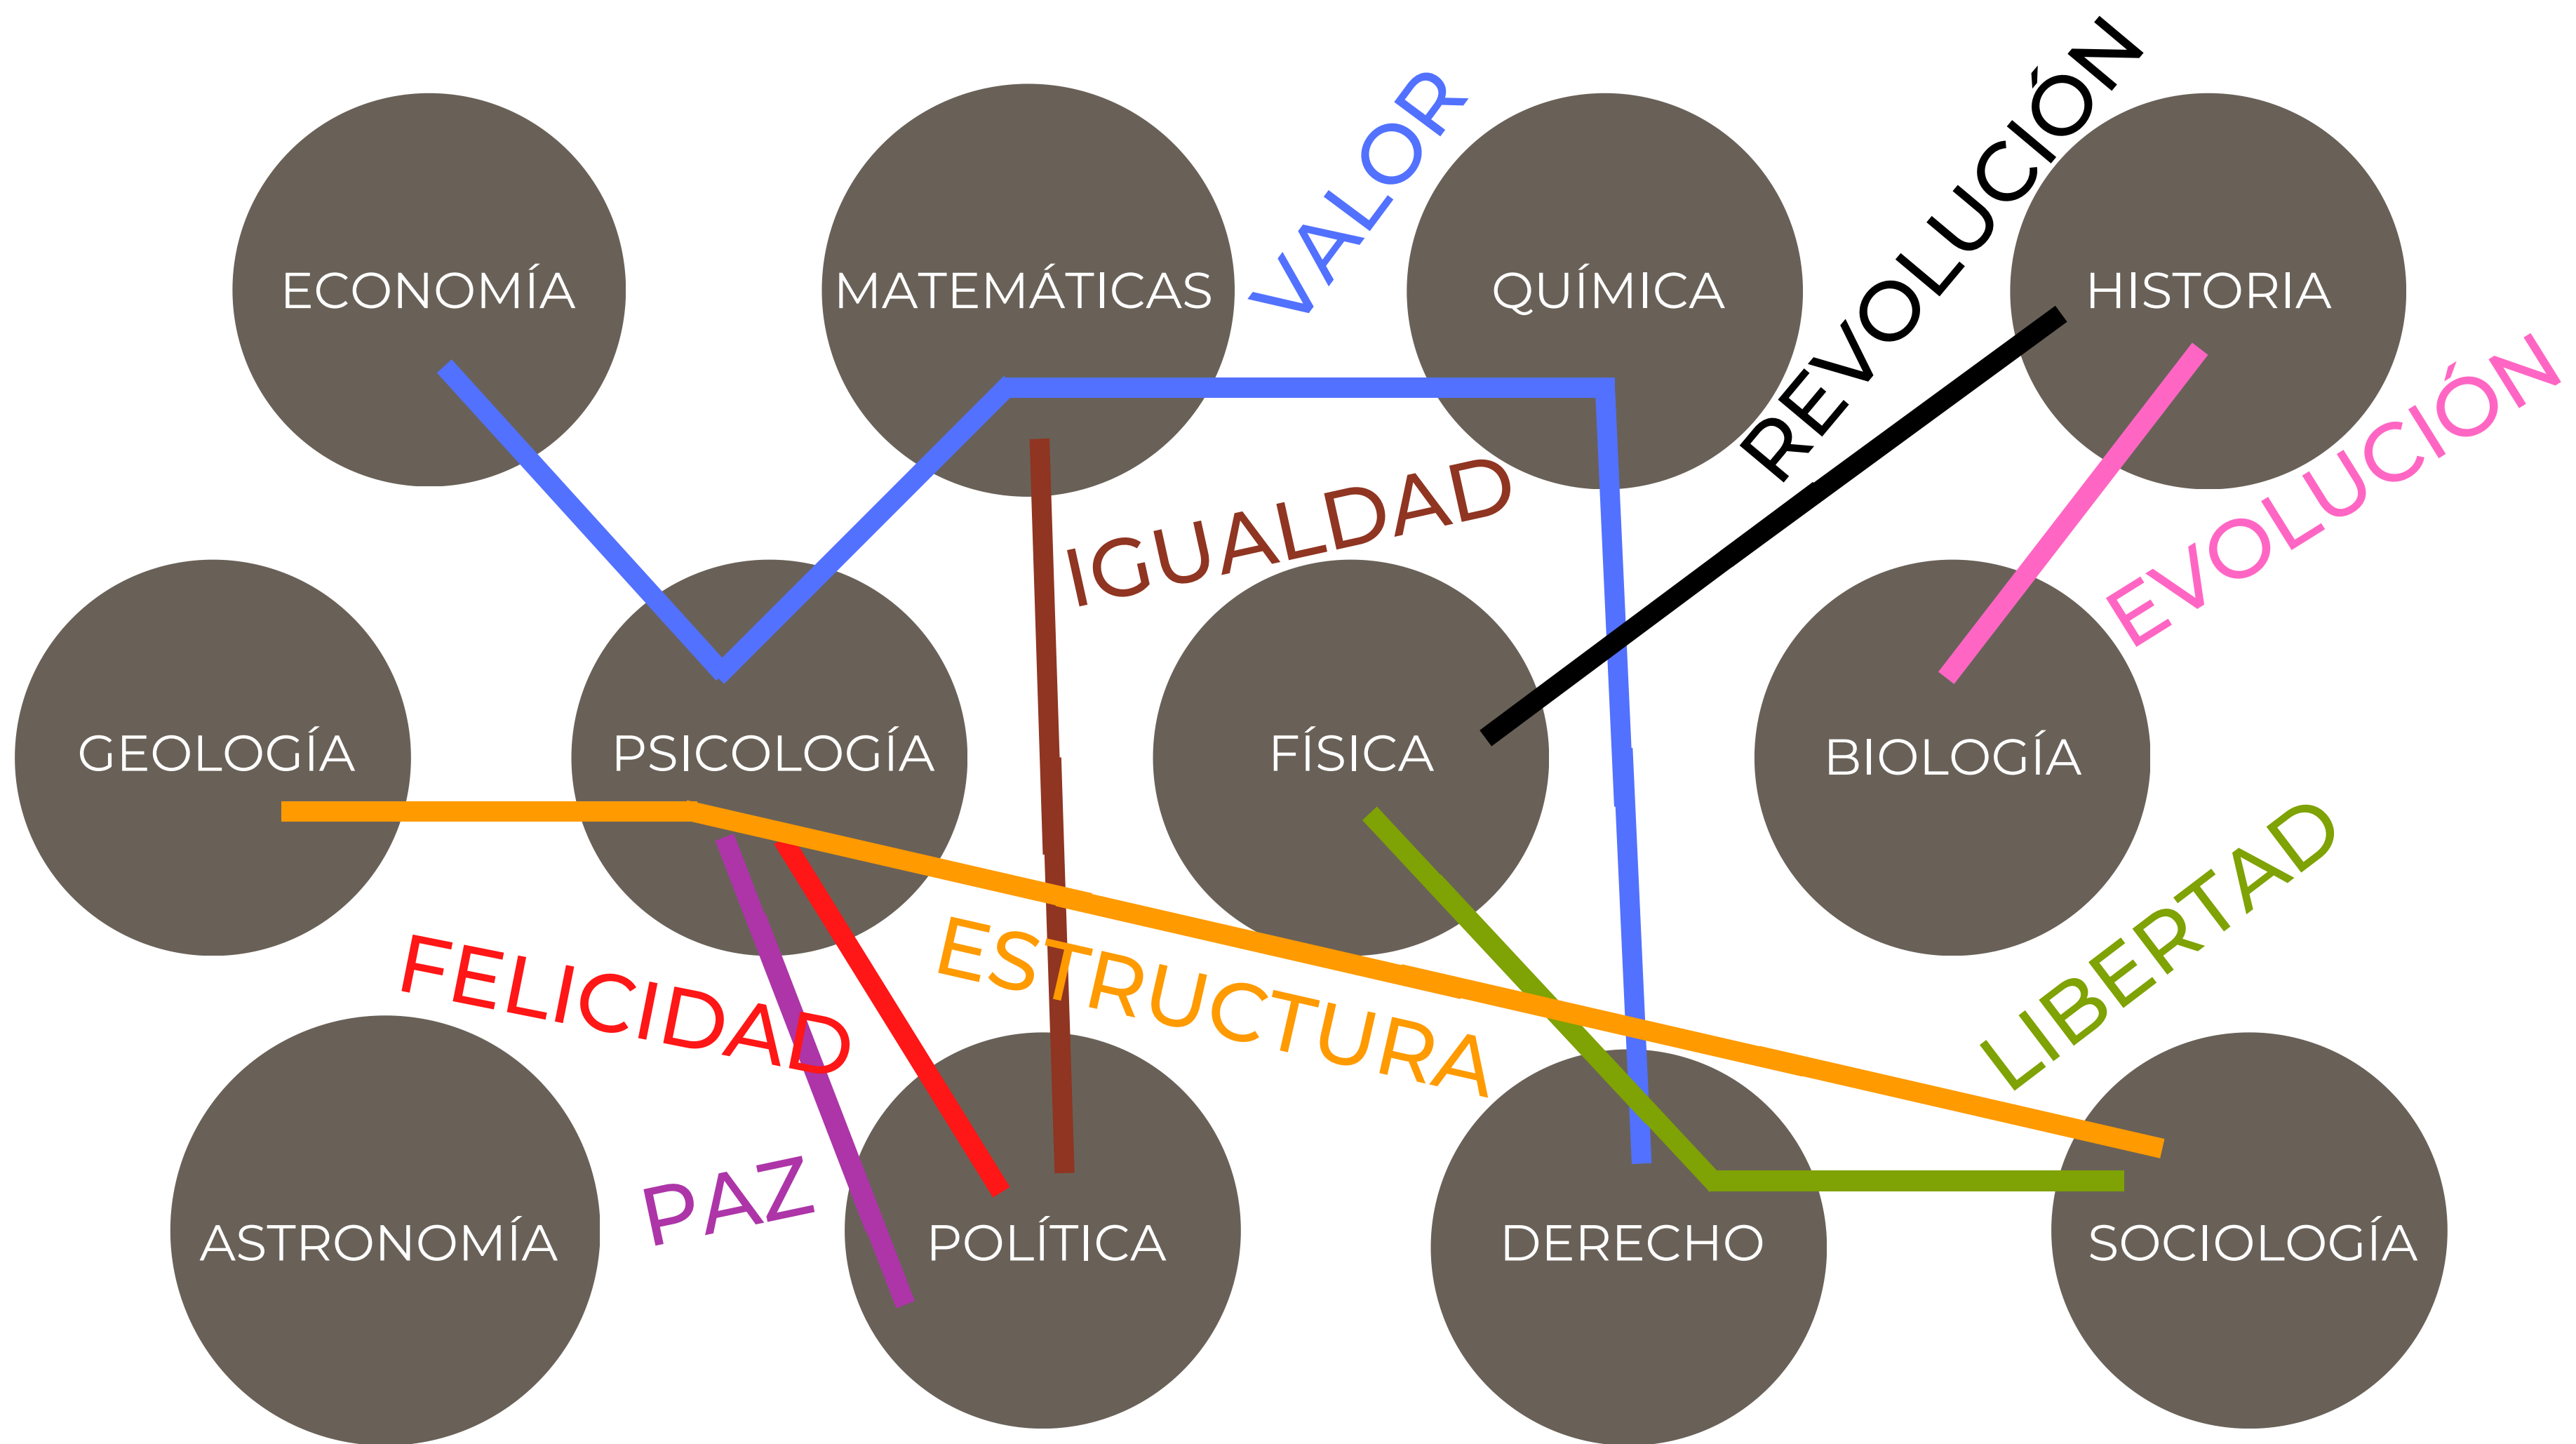 VALOR
REVOLUCIÓN
ECONOMÍA
MATEMÁTICAS
QUÍMICA
HISTORIA
IGUALDAD
EVOLUCIÓN
GEOLOGÍA
PSICOLOGÍA
FÍSICA
BIOLOGÍA
FELICIDAD
ESTRUCTURA
LIBERTAD
PAZ
ASTRONOMÍA
POLÍTICA
DERECHO
SOCIOLOGÍA